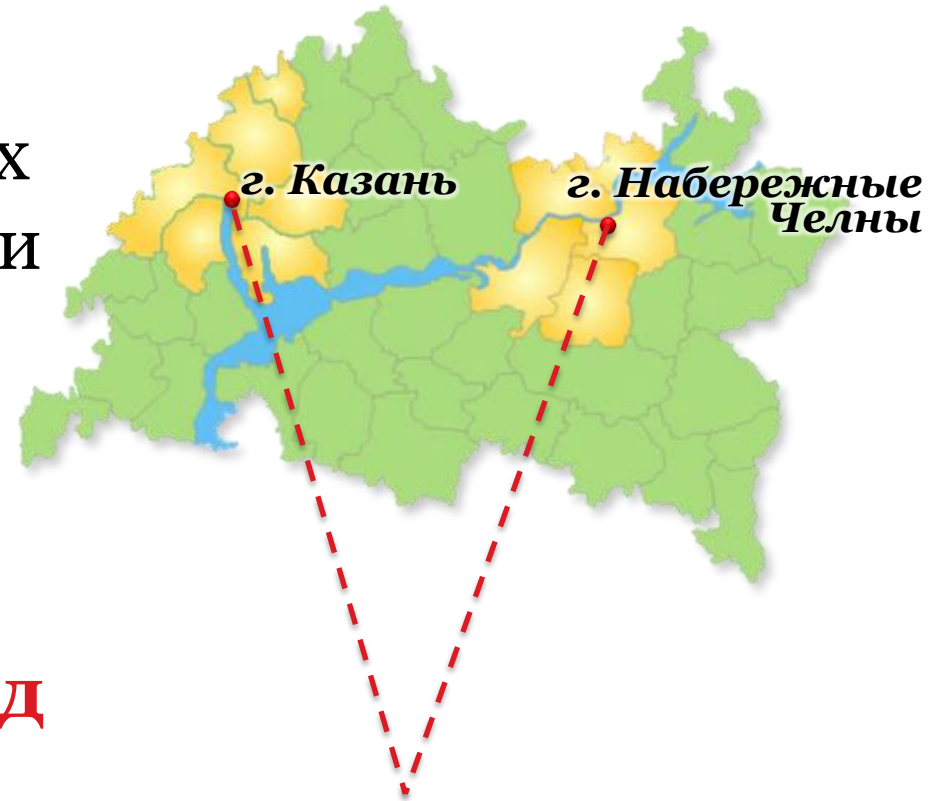 х
г. Казань
г. Набережные
Челны
и
д